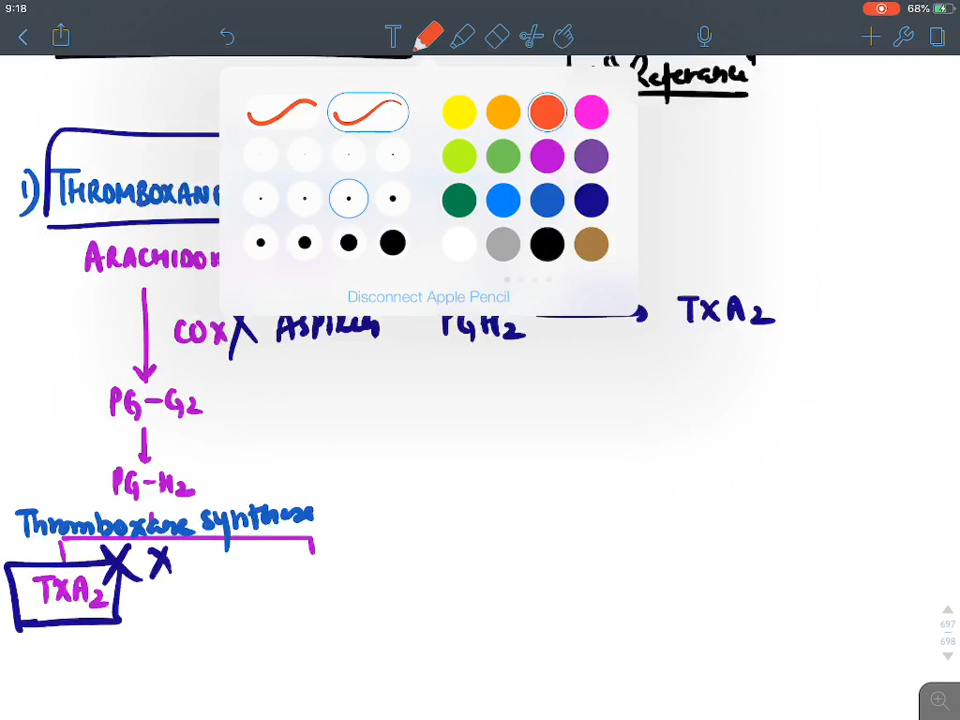 9:18 68%
T
Reference
1) THROMBOXANE
ARACHIDON
Disconnect Apple Pencil
COX ASPIRIN PGH2 TXA2
PG-G2
PG-H2
Thromboxane synthase
X X
TXA2
697
698